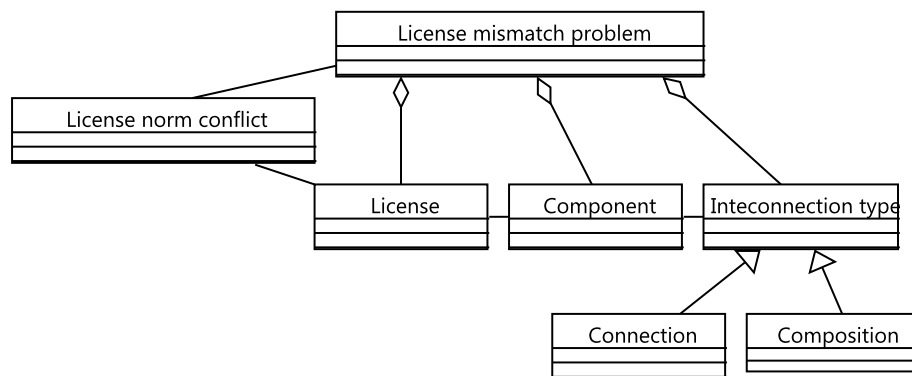 License mismatch problem
License norm conflict
License
Component
Inteconnection type
Connection
Composition